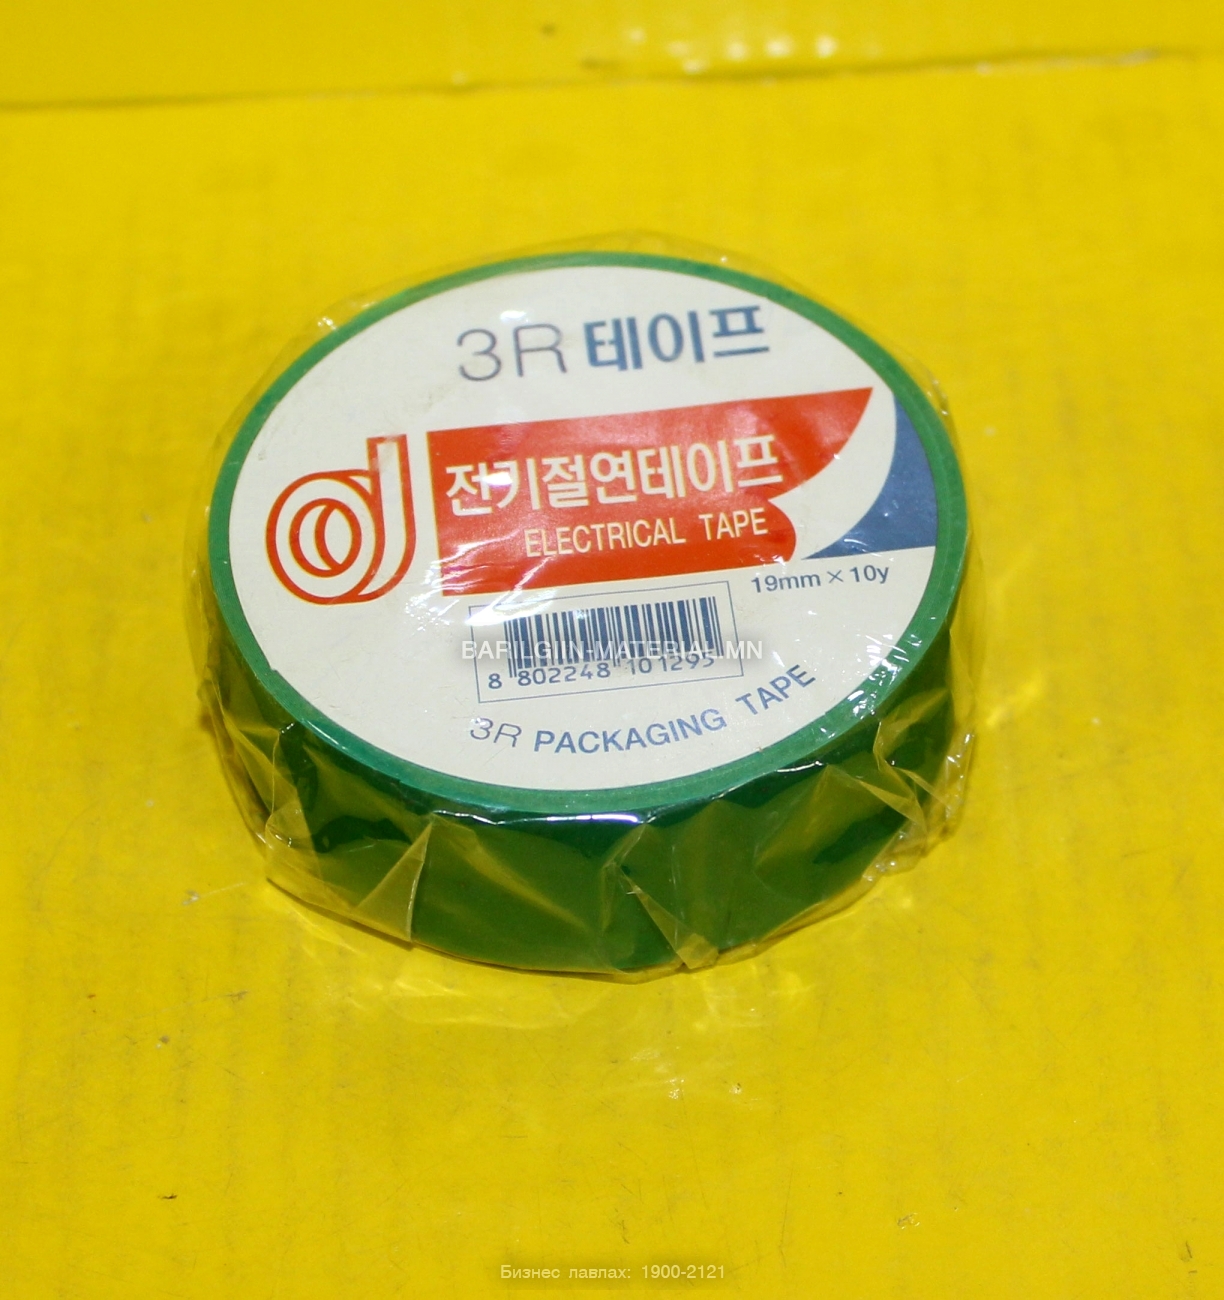 3R 테이프
전기절연테이프
ELECTRICAL TAPE
19mm × 10y
BARILGIIN-MATERIAL.MN
8 802248 101295
3R PACKAGING TAPE
Бизнес лавлах: 1900-2121